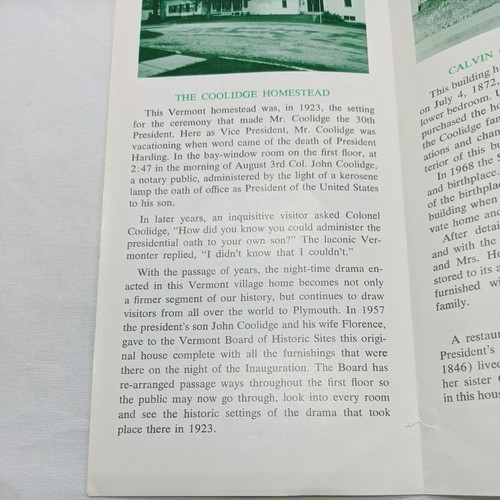 THE COOLIDGE HOMESTEAD
This Vermont homestead was, in 1923, the setting
for the ceremony that made Mr. Coolidge the 30th
President. Here as Vice President, Mr. Coolidge was
vacationing when word came of the death of President
Harding. In the bay-window room on the first floor, at
2:47 in the morning of August 3rd Col. John Coolidge,
a notary public, administered by the light of a kerosene
lamp the oath of office as President of the United States
to his son.
In later years, an inquisitive visitor asked Colonel
Coolidge, “How did you know you could administer the
presidential oath to your own son?” The laconic Ver-
monter replied, “I didn’t know that I couldn’t.”
With the passage of years, the night-time drama en-
acted in this Vermont village home becomes not only
a firmer segment of our history, but continues to draw
visitors from all over the world to Plymouth. In 1957
the president’s son John Coolidge and his wife Florence,
gave to the Vermont Board of Historic Sites this origi-
nal house complete with all the furnishings that were
there on the night of the Inauguration. The Board has
re-arranged passage ways throughout the first floor so
the public may now go through, look into every room
and see the historic settings of the drama that took
place there in 1923.
CALVIN
This building h
on July 4, 1872,
lower bedroom. U
purchased the ho
the Coolidge fam
ations and chan
terior of this bu
In 1968 the S
and birthplace.
of the birthplac
building when
vate home and
After detai
and with the
and Mrs. Ho
stored to its a
furnished wi
family.
A restaur
President’s
1846) lived
her sister
in this hous